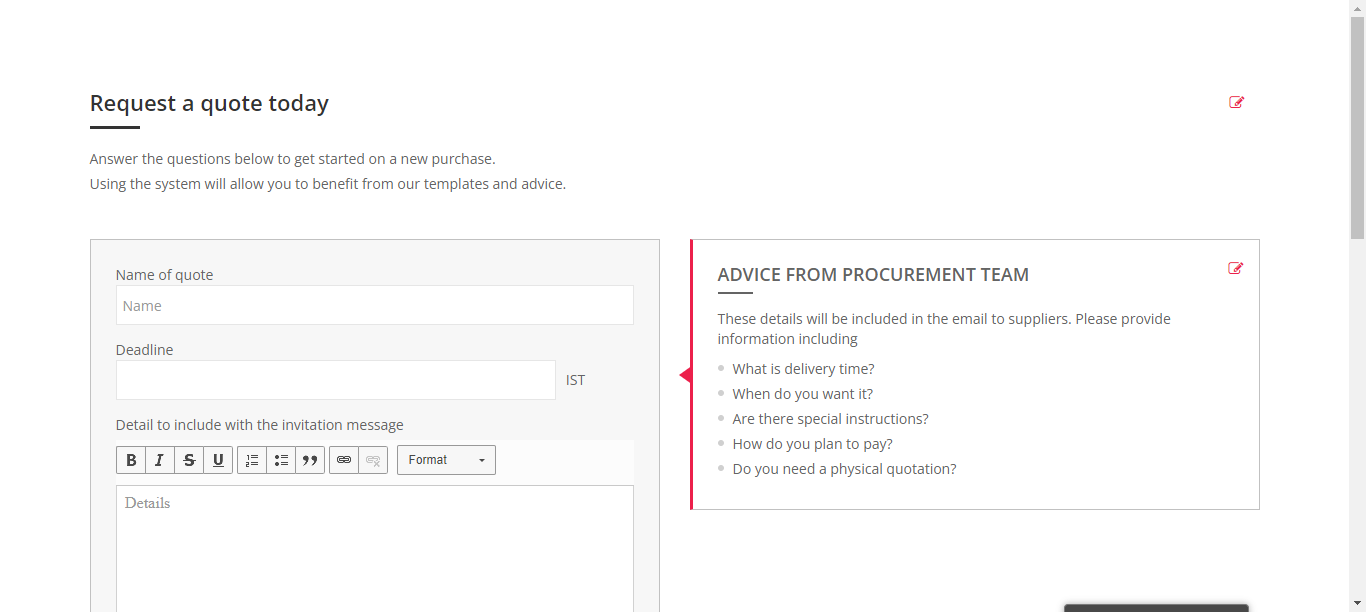 Request a quote today
Answer the questions below to get started on a new purchase.
Using the system will allow you to benefit from our templates and advice.
Name of quote
Name
Deadline
IST
Detail to include with the invitation message
B I S U Format
Details
ADVICE FROM PROCUREMENT TEAM
These details will be included in the email to suppliers. Please provide
information including
What is delivery time?
When do you want it?
Are there special instructions?
How do you plan to pay?
Do you need a physical quotation?